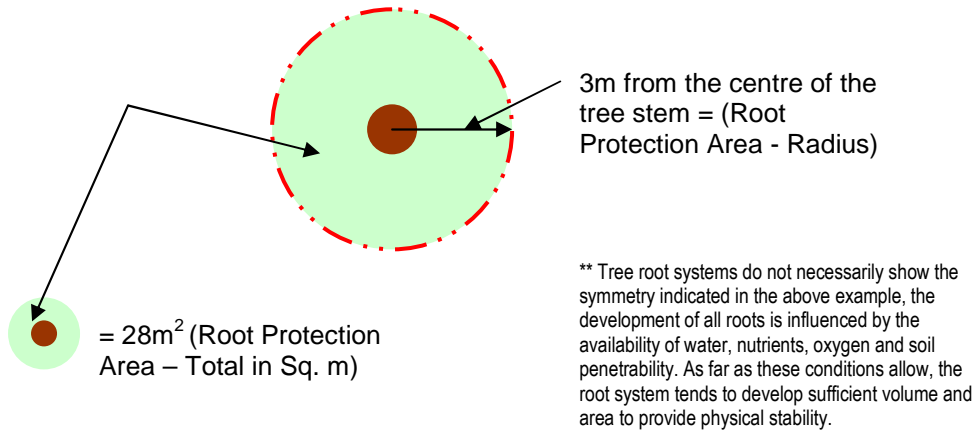 3m from the centre of the
tree stem = (Root
Protection Area - Radius)
= 28m² (Root Protection
Area – Total in Sq. m)
** Tree root systems do not necessarily show the
symmetry indicated in the above example, the
development of all roots is influenced by the
availability of water, nutrients, oxygen and soil
penetrability. As far as these conditions allow, the
root system tends to develop sufficient volume and
area to provide physical stability.